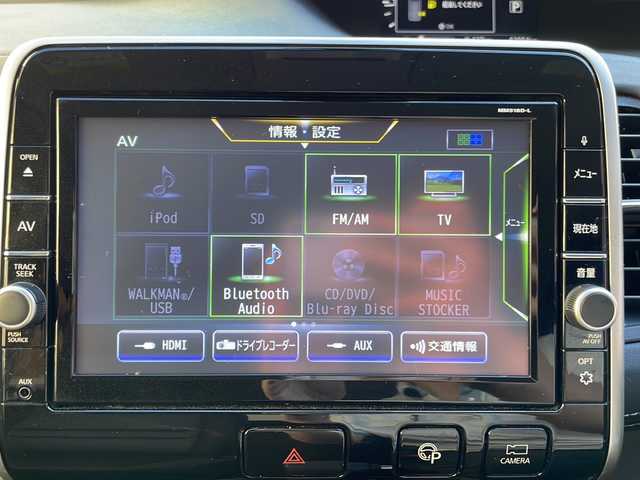 MM318D-L
情報・設定
AV
iPod
SD
FM/AM
TV
メニュー
WALKMAN®/
USB
Bluetooth
Audio
CD/DVD/
Blu-ray Disc
MUSIC
STOCKER
HDMI
ドライブレコーダー
AUX
交通情報
OPEN
AV
TRACK
SEEK
PUSH
SOURCE
AUX
メニュー
現在地
音量
PUSH
AV OFF
OPT
P
CAMERA
P
OK